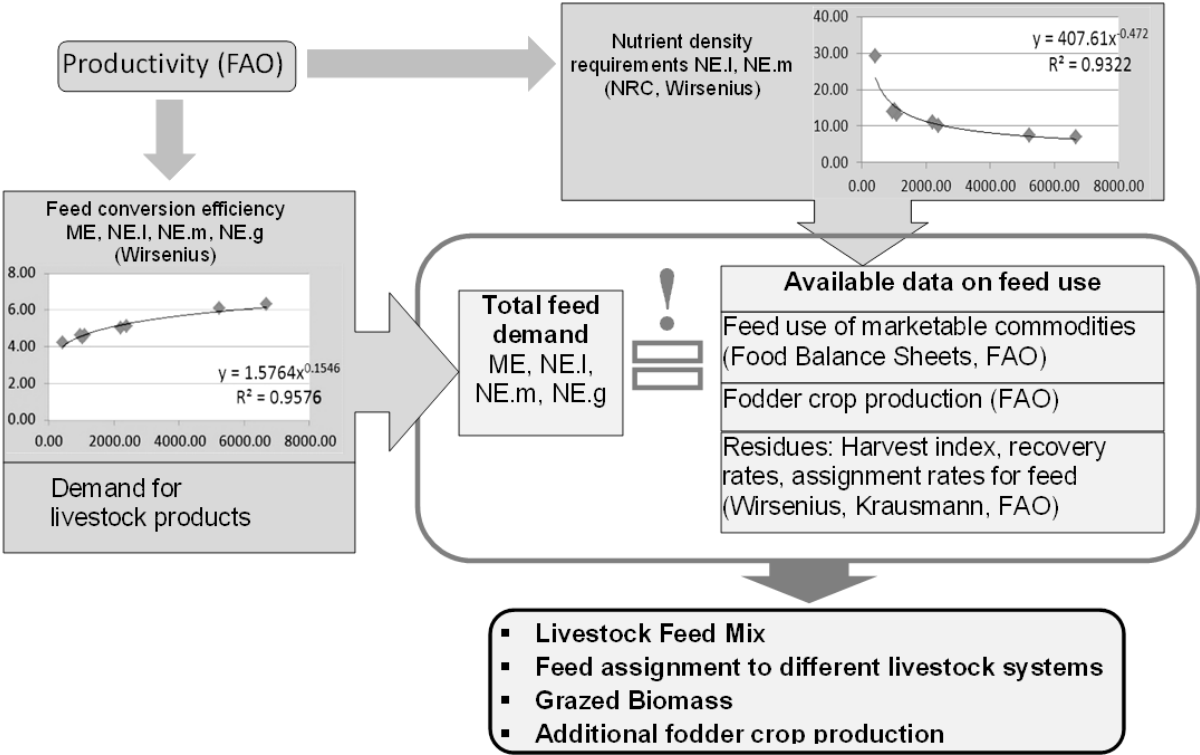 Productivity (FAO)
Nutrient density
requirements NE.l, NE.m
(NRC, Wirsenius)
40.00
30.00
20.00
10.00
0.00
0.00 2000.00 4000.00 6000.00 8000.00
y = 407.61x-0.472
R² = 0.9322
Feed conversion efficiency
ME, NE.l, NE.m, NE.g
(Wirsenius)
8.00
6.00
4.00
2.00
0.00
0.00 2000.00 4000.00 6000.00 8000.00
y = 1.5764x0.1546
R² = 0.9576
Demand for
livestock products
Total feed
demand
ME, NE.l,
NE.m, NE.g
!
Available data on feed use
Feed use of marketable commodities
(Food Balance Sheets, FAO)
Fodder crop production (FAO)
Residues: Harvest index, recovery
rates, assignment rates for feed
(Wirsenius, Krausmann, FAO)
▪ Livestock Feed Mix
▪ Feed assignment to different livestock systems
▪ Grazed Biomass
▪ Additional fodder crop production